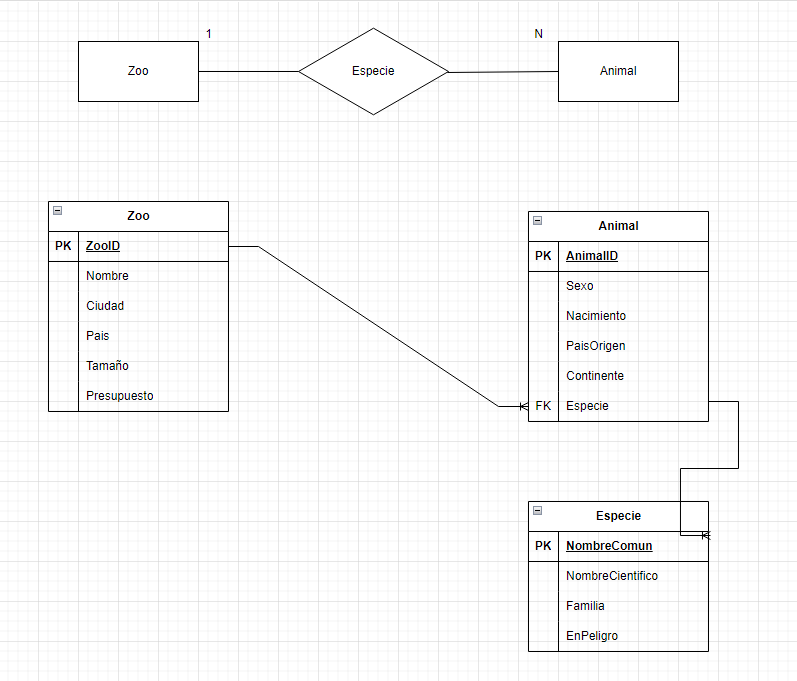 1
N
Zoo
Especie
Animal
Zoo
PK ZooID
Nombre
Ciudad
Pais
Tamaño
Presupuesto
Animal
PK AnimalID
Sexo
Nacimiento
PaisOrigen
Continente
FK Especie
Especie
PK NombreComun
NombreCientifico
Familia
EnPeligro